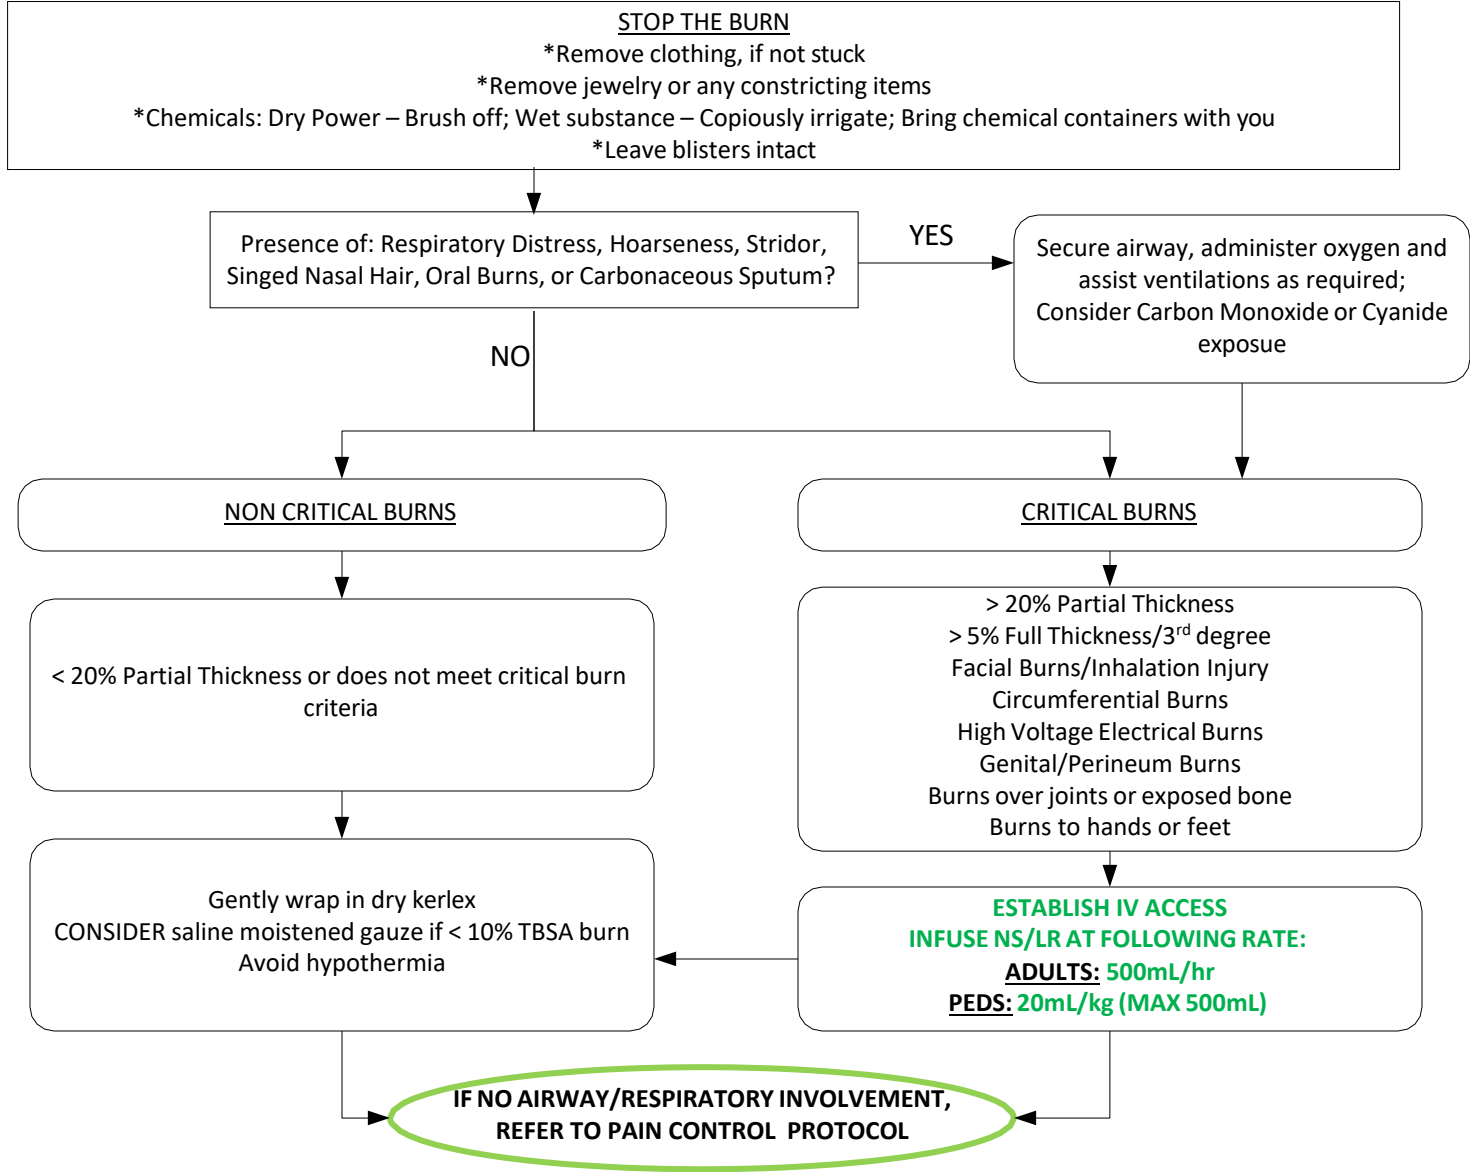 STOP THE BURN
*Remove clothing, if not stuck
*Remove jewelry or any constricting items
*Chemicals: Dry Power – Brush off; Wet substance – Copiously irrigate; Bring chemical containers with you
*Leave blisters intact
Presence of: Respiratory Distress, Hoarseness, Stridor,
Singed Nasal Hair, Oral Burns, or Carbonaceous Sputum?
YES
Secure airway, administer oxygen and
assist ventilations as required;
Consider Carbon Monoxide or Cyanide
exposue
NO
NON CRITICAL BURNS
CRITICAL BURNS
< 20% Partial Thickness or does not meet critical burn
criteria
> 20% Partial Thickness
> 5% Full Thickness/3rd degree
Facial Burns/Inhalation Injury
Circumferential Burns
High Voltage Electrical Burns
Genital/Perineum Burns
Burns over joints or exposed bone
Burns to hands or feet
Gently wrap in dry kerlex
CONSIDER saline moistened gauze if < 10% TBSA burn
Avoid hypothermia
ESTABLISH IV ACCESS
INFUSE NS/LR AT FOLLOWING RATE:
ADULTS: 500mL/hr
PEDS: 20mL/kg (MAX 500mL)
IF NO AIRWAY/RESPIRATORY INVOLVEMENT,
REFER TO PAIN CONTROL PROTOCOL